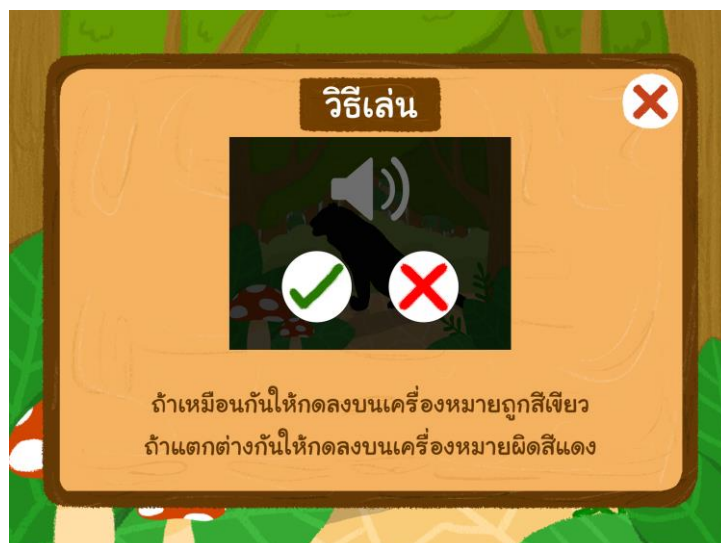 วิธีเล่น
ถ้าเหมือนกันให้กดลงบนเครื่องหมายถูกสีเขียว
ถ้าแตกต่างกันให้กดลงบนเครื่องหมายผิดสีแดง